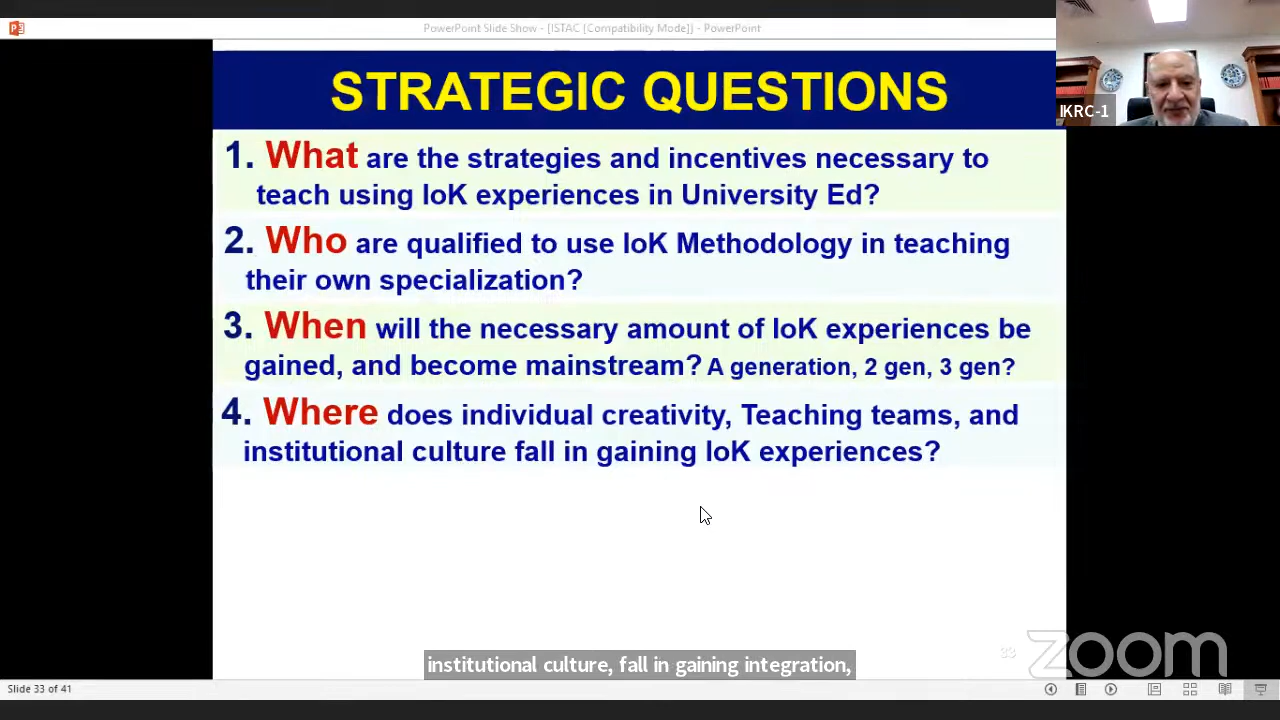 PowerPoint Slide Show - [ISTAC [Compatibility Mode]] - PowerPoint
STRATEGIC QUESTIONS
IKRC-1
1. What are the strategies and incentives necessary to
teach using IoK experiences in University Ed?
2. Who are qualified to use IoK Methodology in teaching
their own specialization?
3. When will the necessary amount of IoK experiences be
gained, and become mainstream? A generation, 2 gen, 3 gen?
4. Where does individual creativity, Teaching teams, and
institutional culture fall in gaining IoK experiences?
institutional culture, fall in gaining integration,
33
zoom
Slide 33 of 41